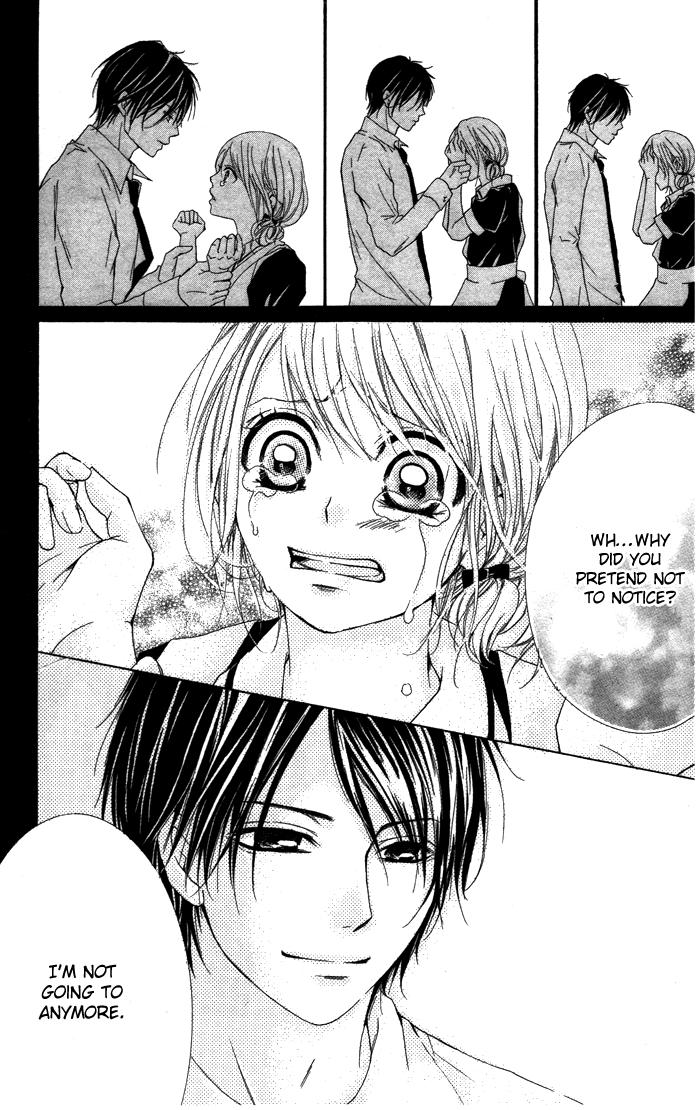 WH...WHY
DID YOU
PRETEND NOT
TO NOTICE?
I'M NOT
GOING TO
ANYMORE.